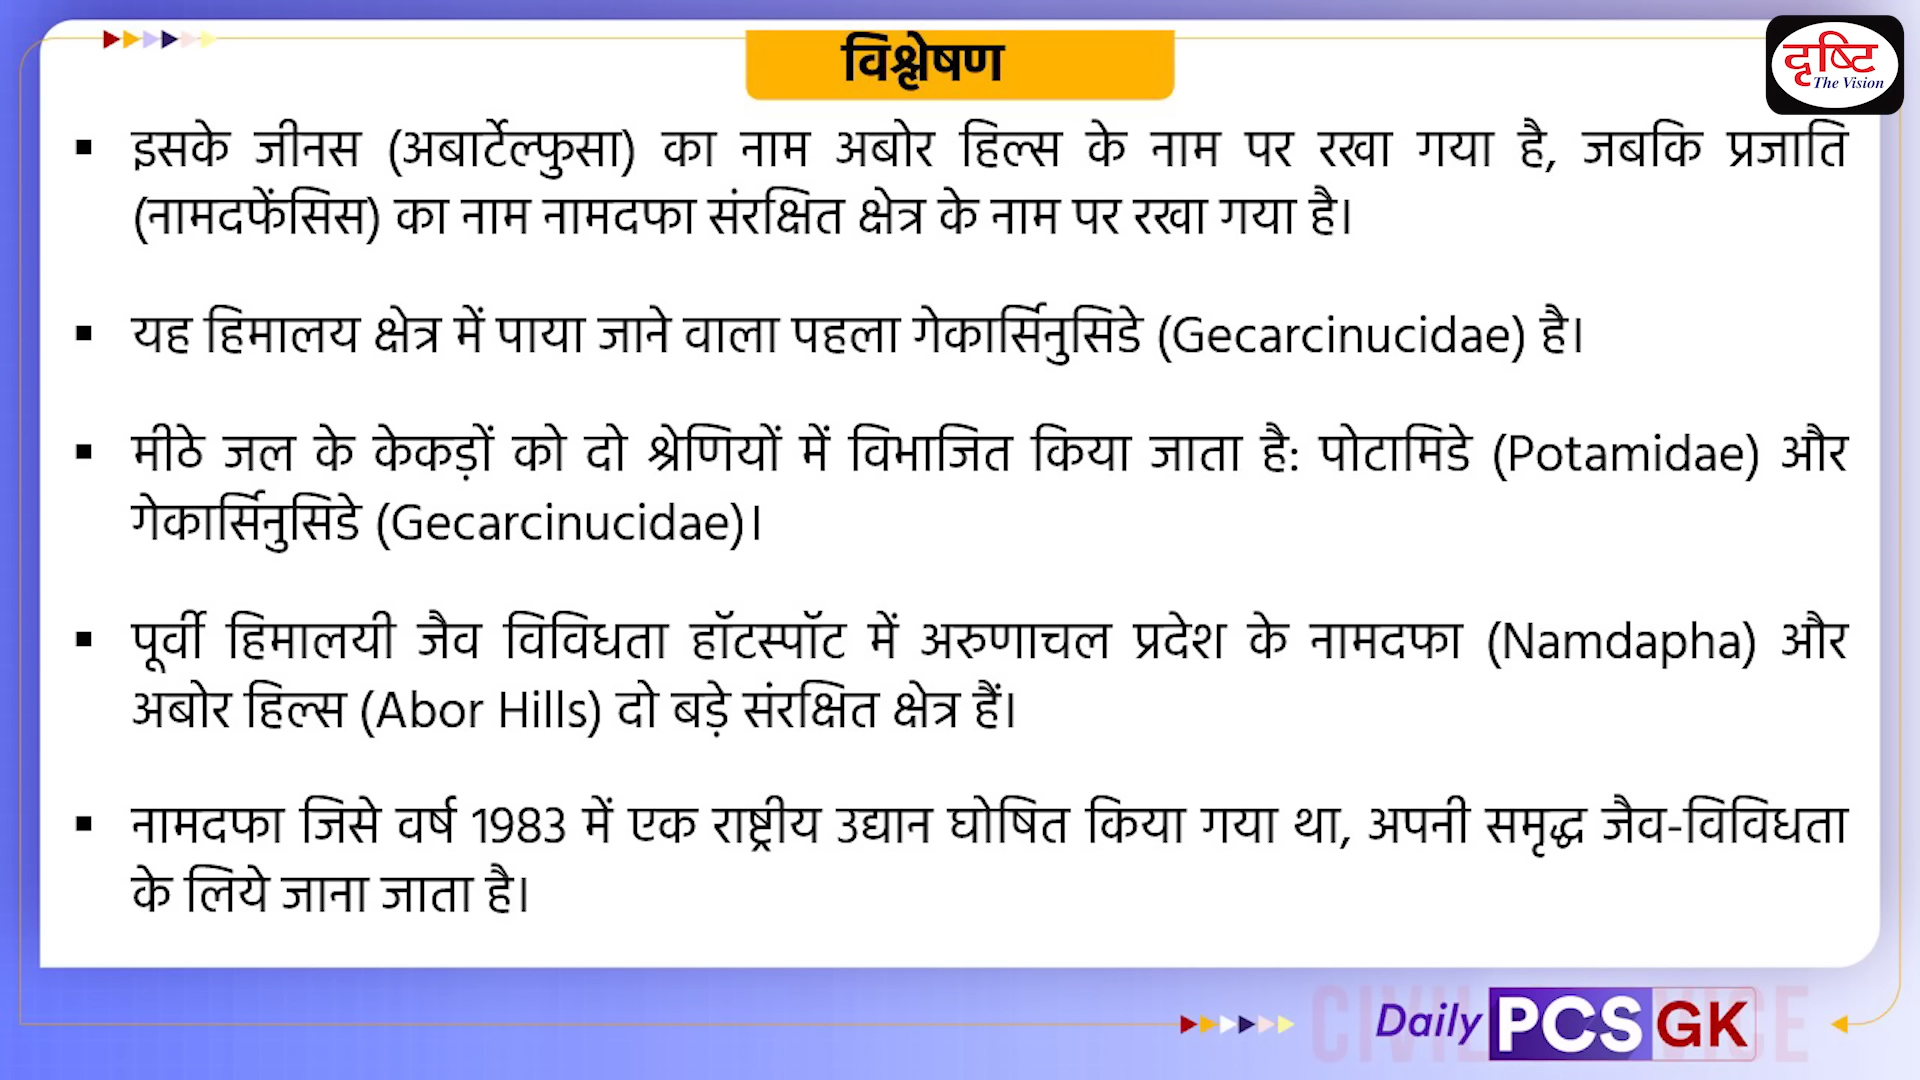 विश्लेषण
दृष्टि
The Vision
▪ इसके जीनस (अबार्टेल्फुसा) का नाम अबोर हिल्स के नाम पर रखा गया है, जबकि प्रजाति
(नामदफेंसिस) का नाम नामदफा संरक्षित क्षेत्र के नाम पर रखा गया है।
▪ यह हिमालय क्षेत्र में पाया जाने वाला पहला गेकार्सिनुसिडे (Gecarcinucidae) है।
▪ मीठे जल के केकड़ों को दो श्रेणियों में विभाजित किया जाता है: पोटामिडे (Potamidae) और
गेकार्सिनुसिडे (Gecarcinucidae)।
▪ पूर्वी हिमालयी जैव विविधता हॉटस्पॉट में अरुणाचल प्रदेश के नामदफा (Namdapha) और
अबोर हिल्स (Abor Hills) दो बड़े संरक्षित क्षेत्र हैं।
▪ नामदफा जिसे वर्ष 1983 में एक राष्ट्रीय उद्यान घोषित किया गया था, अपनी समृद्ध जैव-विविधता
के लिये जाना जाता है।
Daily PCS GK